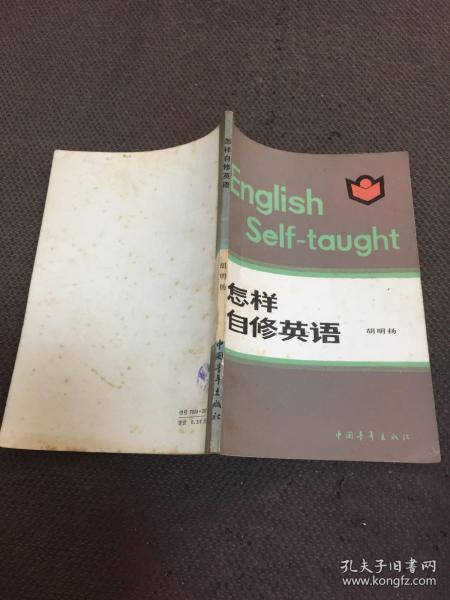 English
Self-taught
怎样
自修英语
胡明扬
中国青年出版社
怎样自修英语
胡明扬
中国青年出版社
孔夫子旧书网
www.kongfz.com